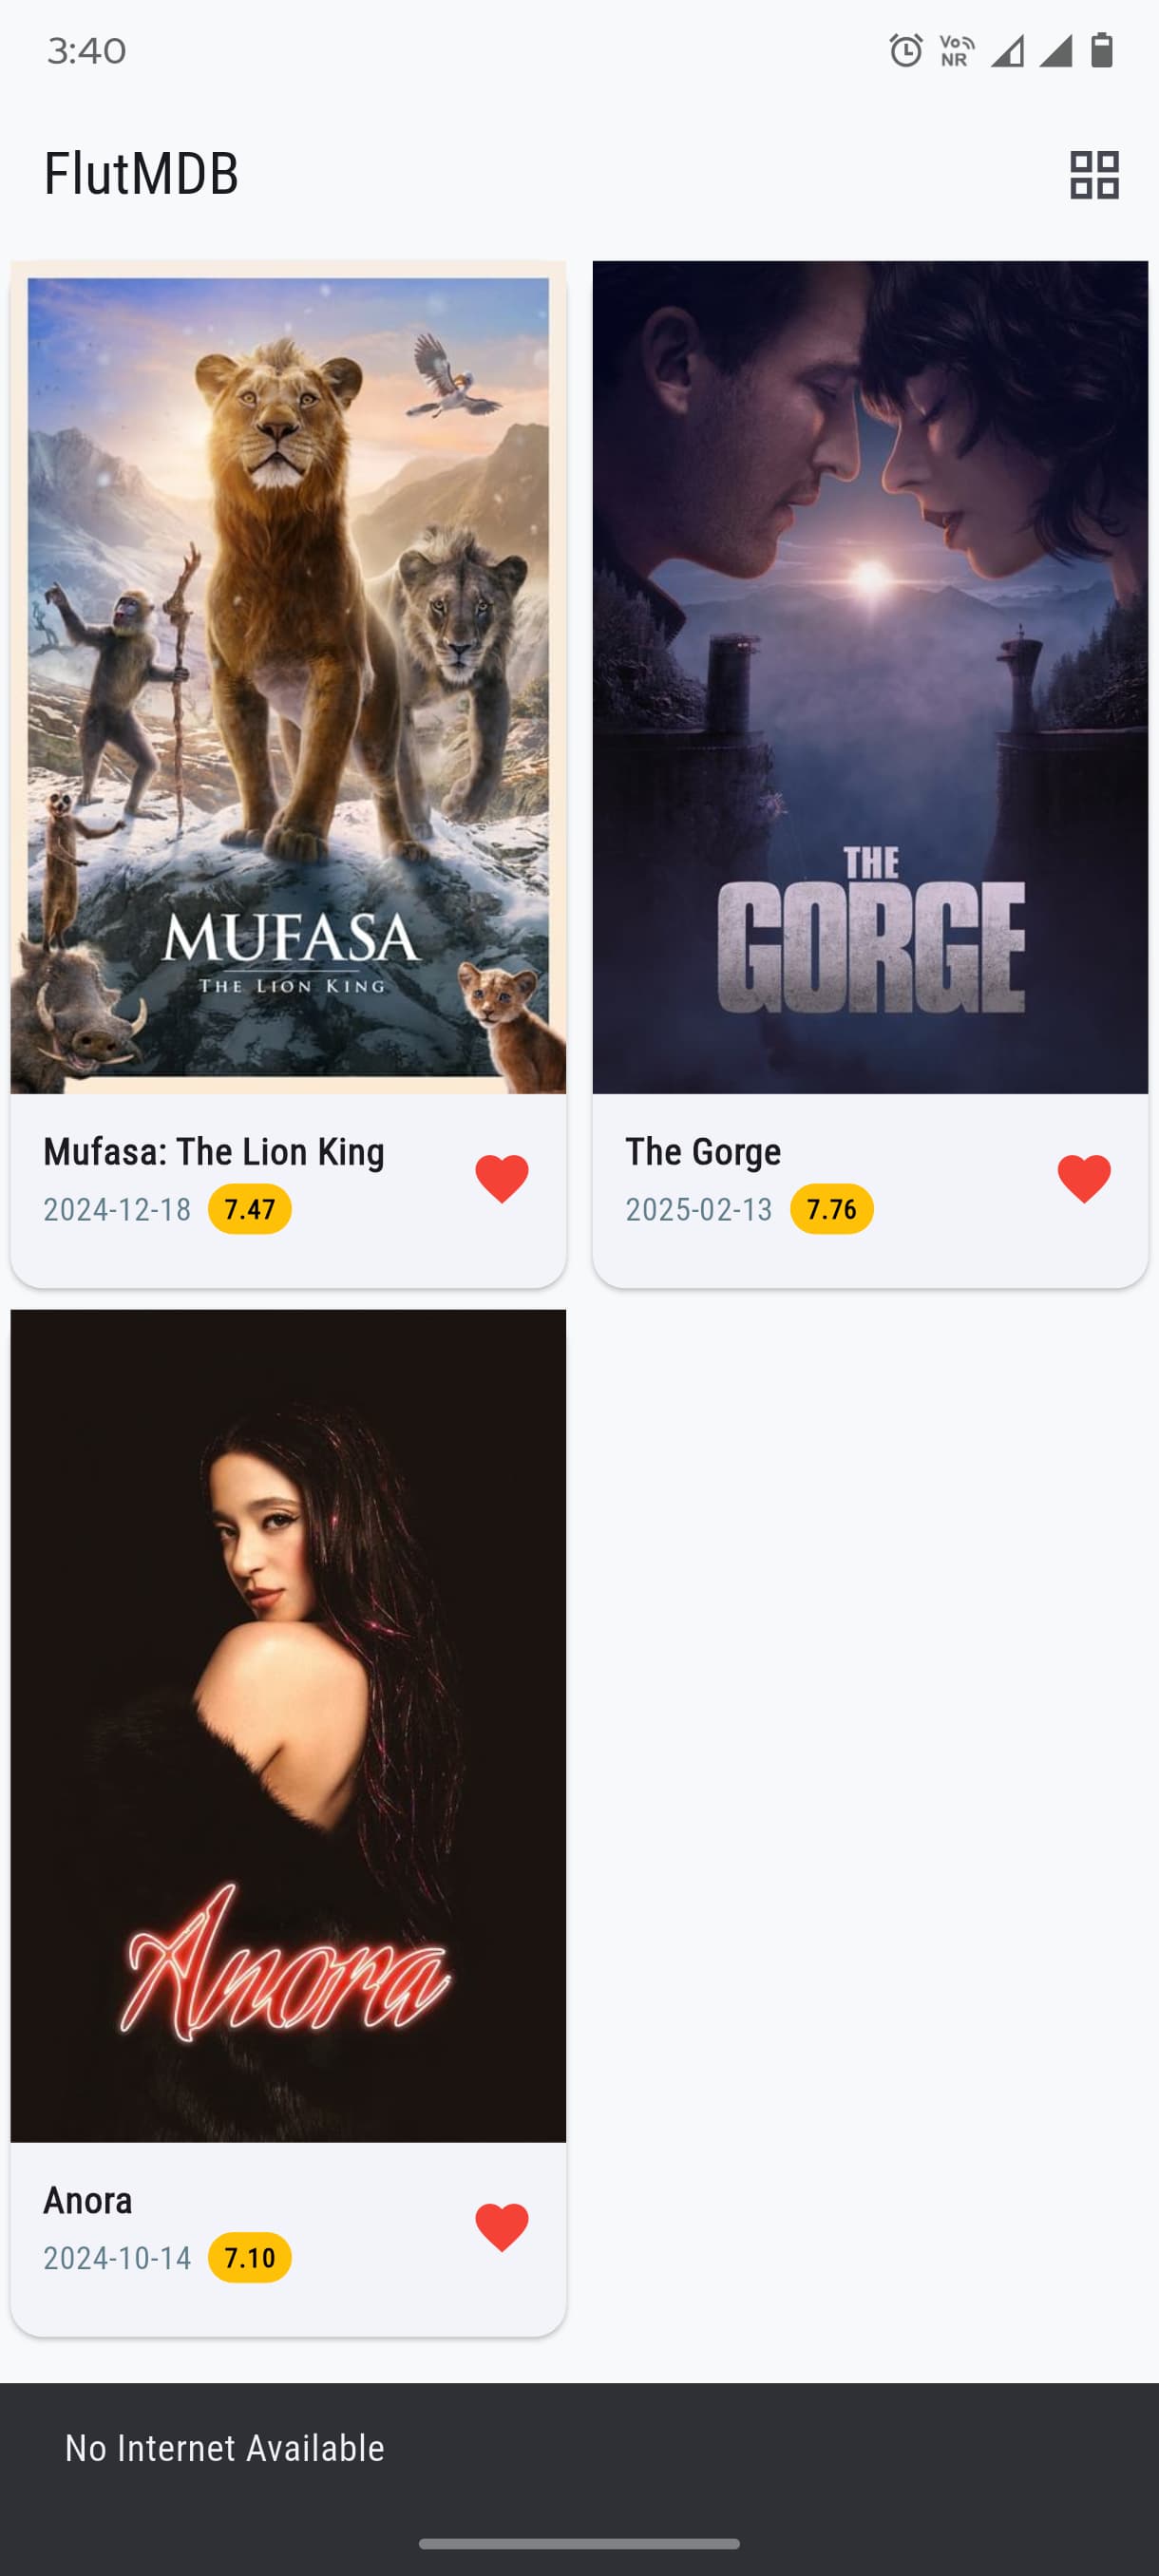 3:40
Vo
NR
FlutMDB
MUFASA
THE LION KING
THE
GORGE
Mufasa: The Lion King
2024-12-18 7.47
The Gorge
2025-02-13 7.76
Anora
Anora
2024-10-14 7.10
No Internet Available